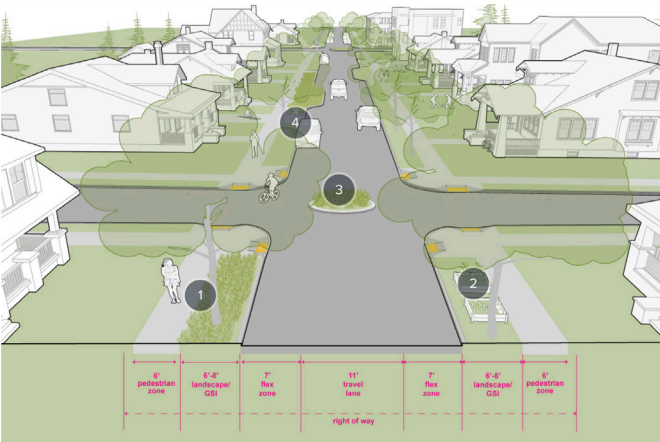 4
3
1
2
6' 6'-8' 7' 11' 7' 6'-8' 6'
pedestrian landscape/ flex travel flex landscape/ pedestrian
zone GSI zone lane zone GSI zone
right of way